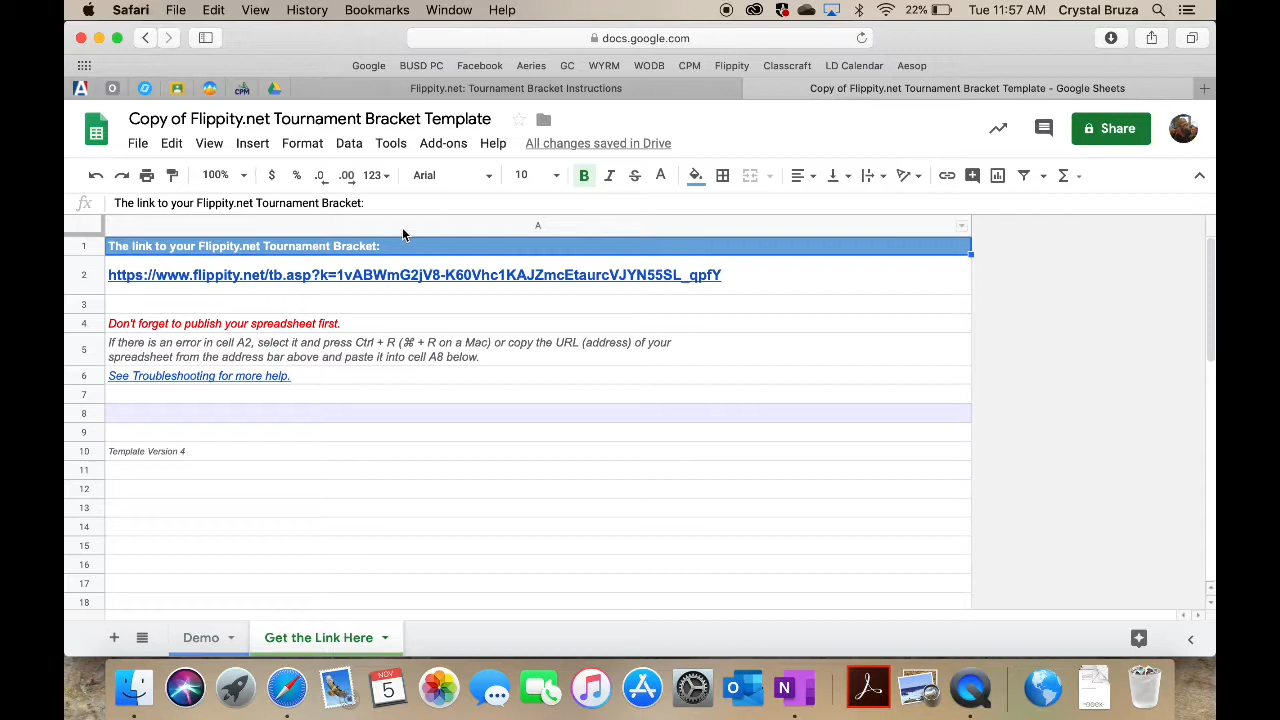 Safari File Edit View History Bookmarks Window Help 22% Tue 11:57 AM Crystal Bruza
docs.google.com
Google BUSD PC Facebook Aeries GC WYRM WODB CPM Flippity Classcraft LD Calendar Aesop
CPM Flippity.net: Tournament Bracket Instructions Copy of Flippity.net Tournament Bracket Template - Google Sheets
Copy of Flippity.net Tournament Bracket Template
Share
File Edit View Insert Format Data Tools Add-ons Help All changes saved in Drive
100% $ % .0 .00 123 Arial 10 B I S A Σ
fx The link to your Flippity.net Tournament Bracket:
A
1 The link to your Flippity.net Tournament Bracket:
2 https://www.flippity.net/tb.asp?k=1vABWmG2jV8-K60Vhc1KAJZmcEtaurcVJYN55SL_qpfY
3
4 Don't forget to publish your spreadsheet first.
5 If there is an error in cell A2, select it and press Ctrl + R (⌘ + R on a Mac) or copy the URL (address) of your
spreadsheet from the address bar above and paste it into cell A8 below.
6 See Troubleshooting for more help.
7
8
9
10 Template Version 4
11
12
13
14
15
16
17
18
+ Demo Get the Link Here
NOV
5